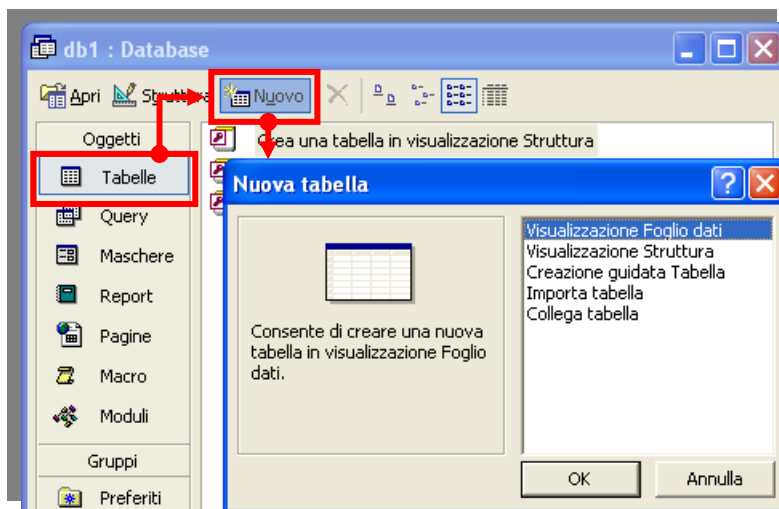 db1 : Database
Apri Struttura Nuovo
Oggetti
Crea una tabella in visualizzazione Struttura
Tabelle
Query
Maschere
Report
Pagine
Macro
Moduli
Gruppi
Preferiti
Nuova tabella
Consente di creare una nuova
tabella in visualizzazione Foglio
dati.
Visualizzazione Foglio dati
Visualizzazione Struttura
Creazione guidata Tabella
Importa tabella
Collega tabella
OK Annulla